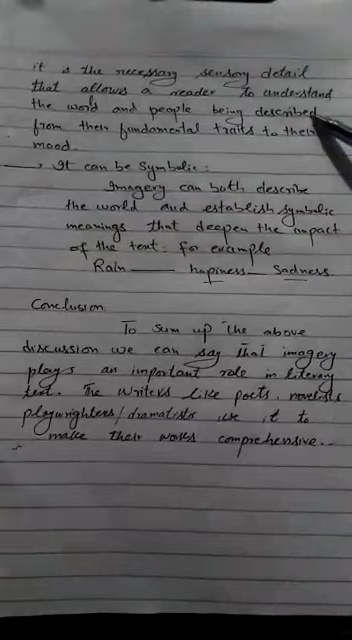 it is the necessary sensory detail
that allows a reader to understand
the word and people being described
from their fundamental traits to their
mood.
It can be symbolic:
Imagery can both describe
the world and establish symbolic
meanings that deepen the impact
of the text. for example
Rain — hapiness — Sadness
Conclusion.
To sum up the above
discussion we can say that imagery
plays an important role in literary
text. The writers like poets, novelists
playwrighters/dramatists use it to
make their works comprehensive..